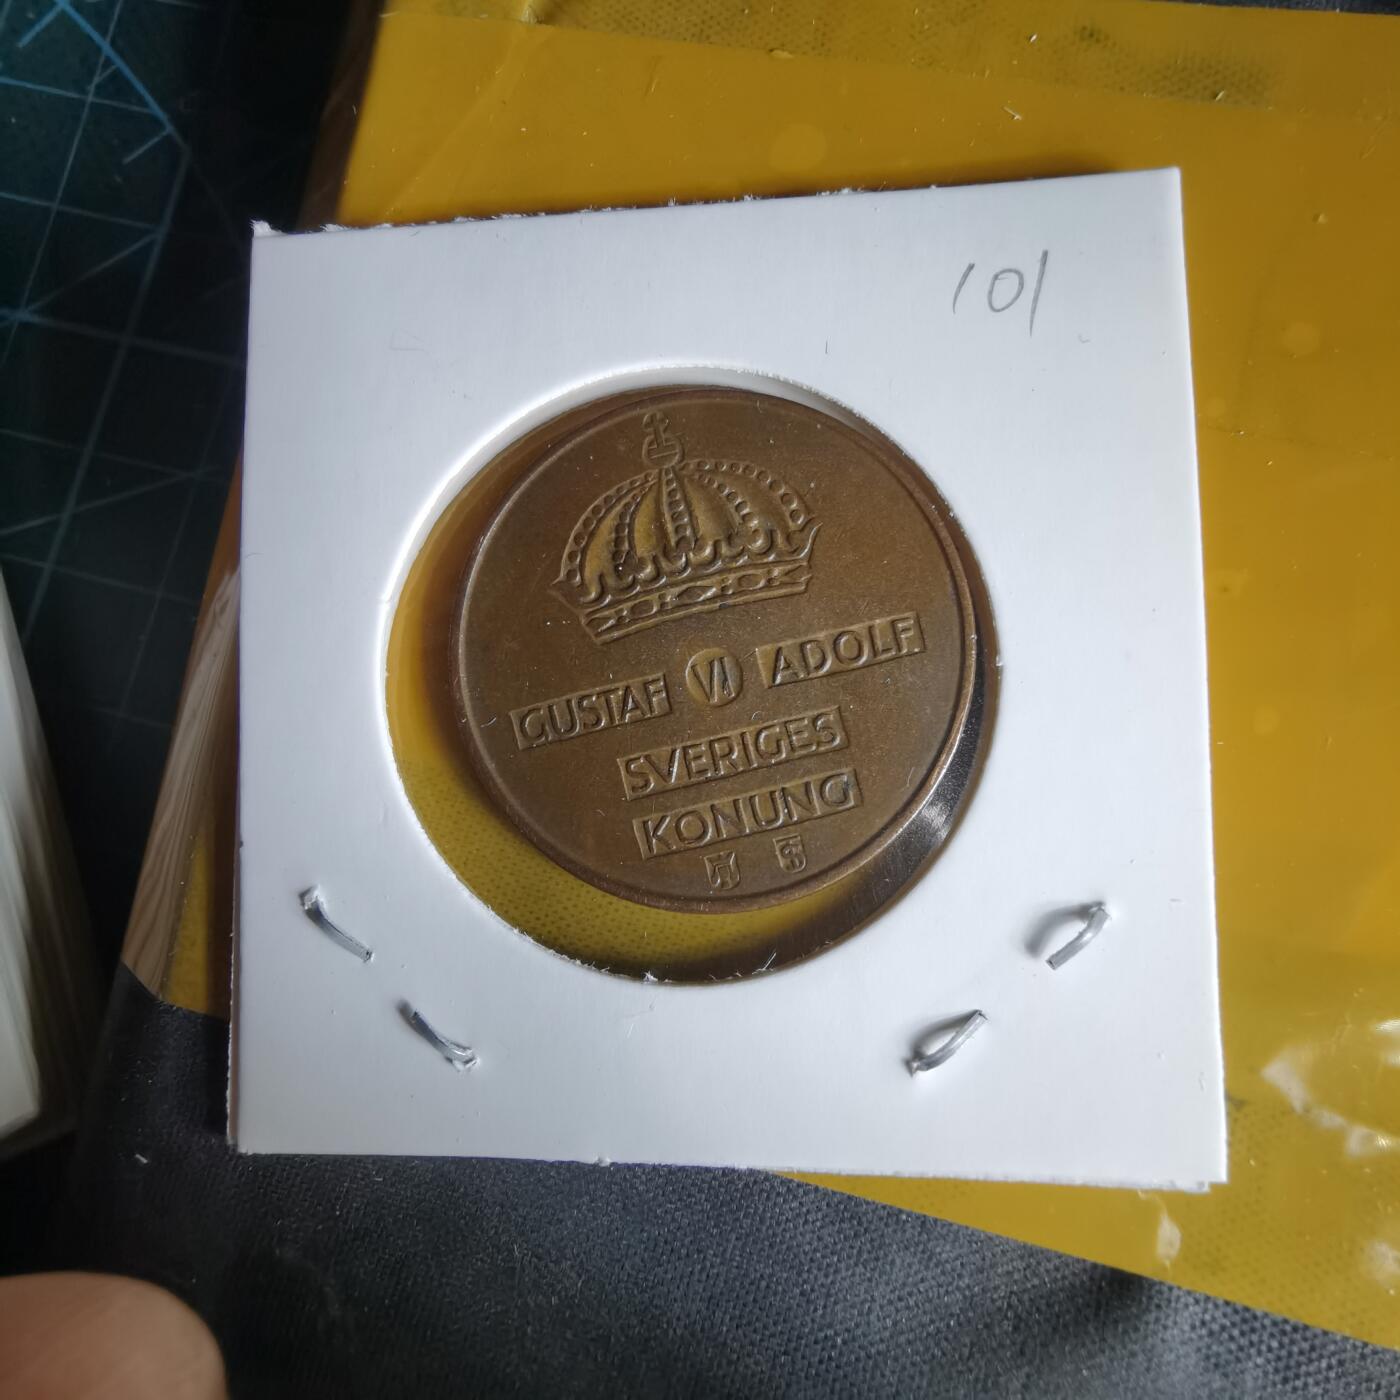 101
GUSTAF VI ADOLF
SVERIGES
KONUNG